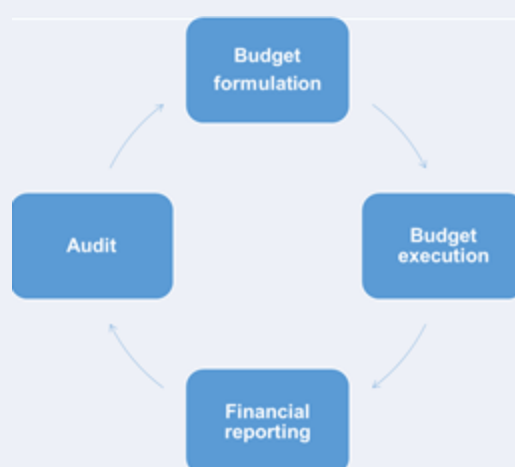 Budget
formulation
Budget
execution
Financial
reporting
Audit